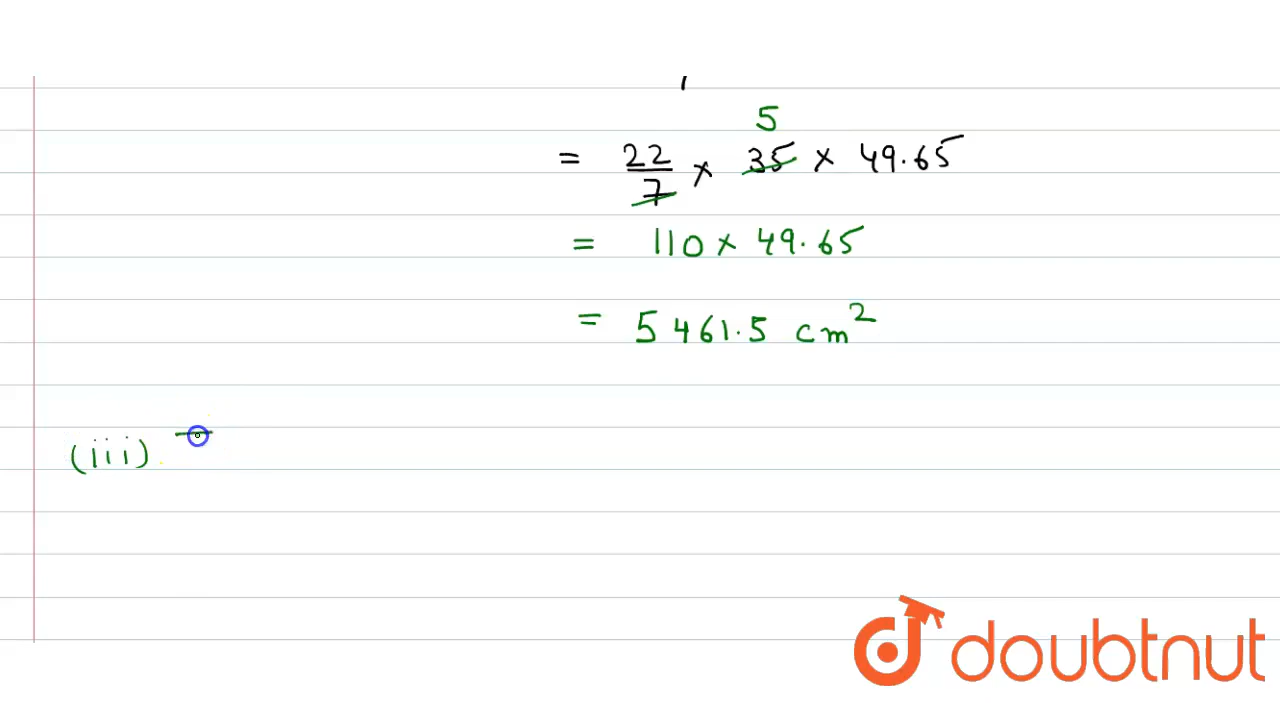 5
= 22/7 × 35 × 49.65
= 110 × 49.65
= 5461.5 cm²
(iii).
doubtnut